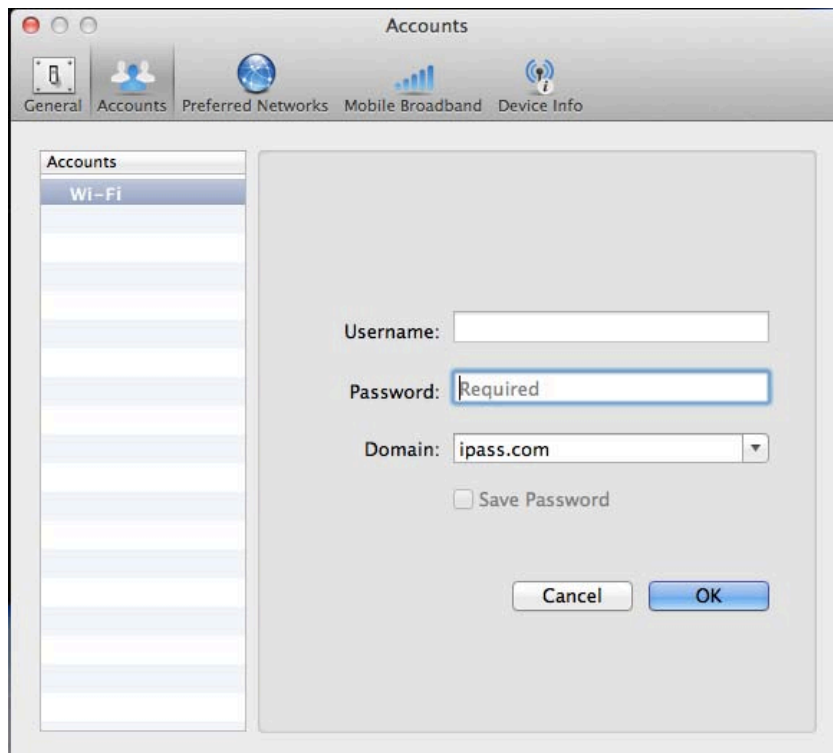 Accounts
General Accounts Preferred Networks Mobile Broadband Device Info
Accounts
Wi-Fi
Username:
Password: Required
Domain: ipass.com
Save Password
Cancel OK